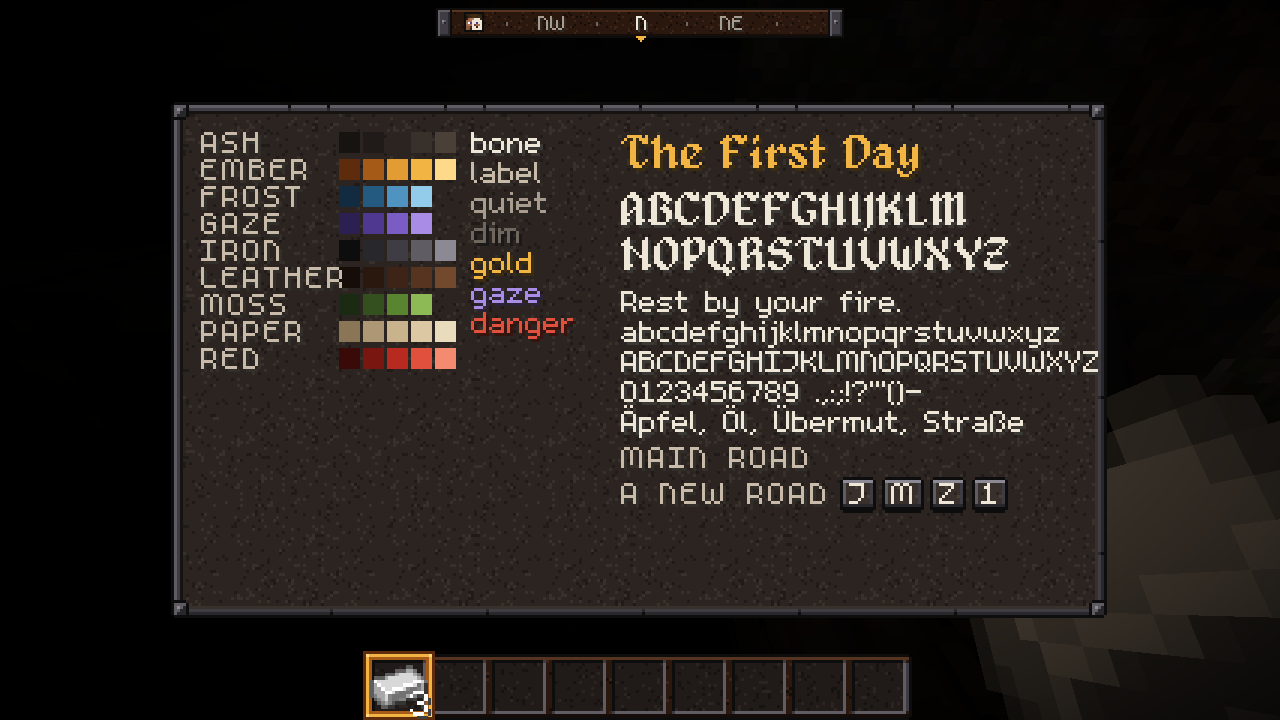 NW · N · NE
ASH
EMBER
FROST
GAZE
IRON
LEATHER
MOSS
PAPER
RED
bone
label
quiet
dim
gold
gaze
danger
The First Day
ABCDEFGHIJKLM
NOPQRSTUVWXYZ
Rest by your fire.
abcdefghijklmnopqrstuvwxyz
ABCDEFGHIJKLMNOPQRSTUVWXYZ
0123456789 .,:;!?'"()-
Äpfel, Öl, Übermut, Straße
MAIN ROAD
A NEW ROAD J M Z 1
3